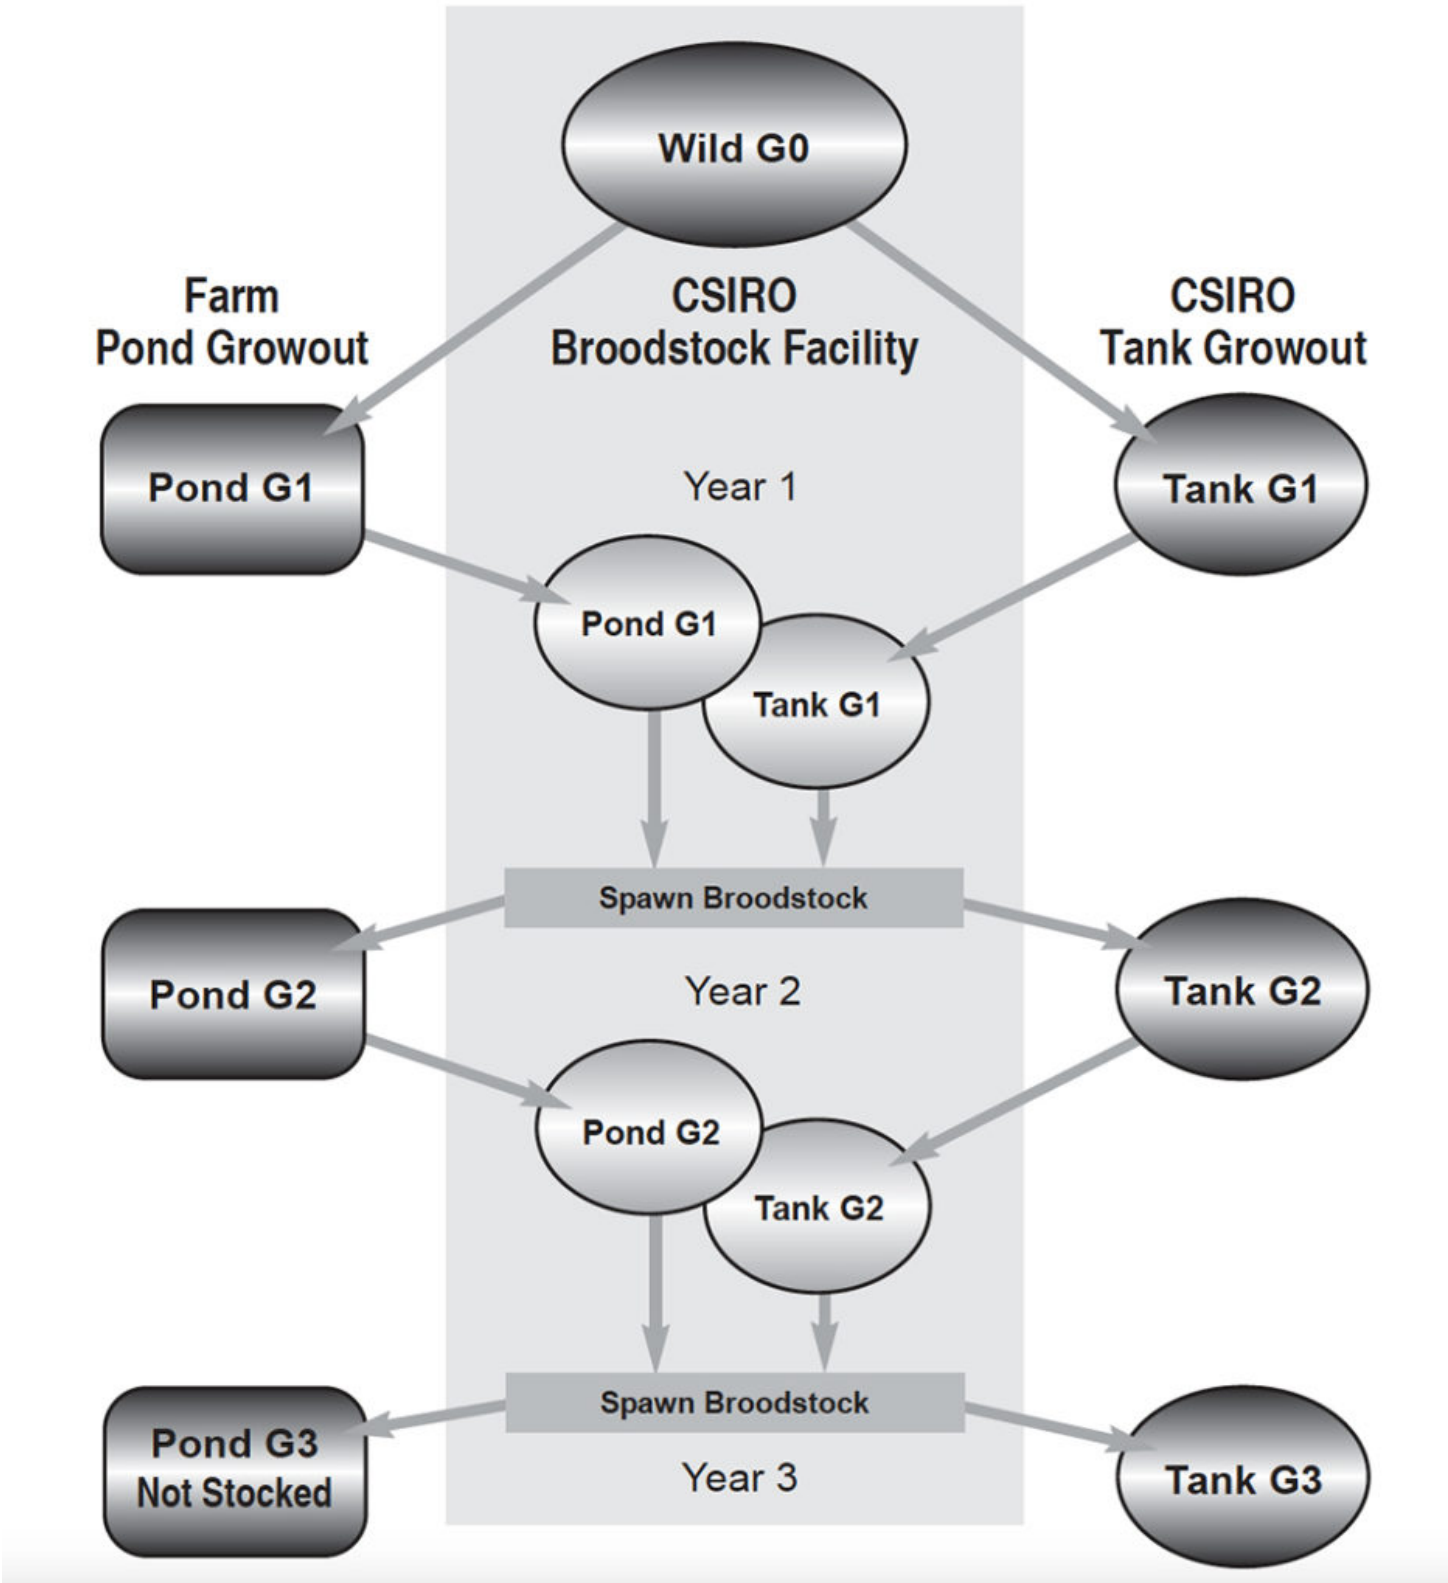 Wild G0
Farm
Pond Growout
CSIRO
Broodstock Facility
CSIRO
Tank Growout
Pond G1
Year 1
Tank G1
Pond G1
Tank G1
Spawn Broodstock
Pond G2
Year 2
Tank G2
Pond G2
Tank G2
Spawn Broodstock
Pond G3
Not Stocked
Year 3
Tank G3